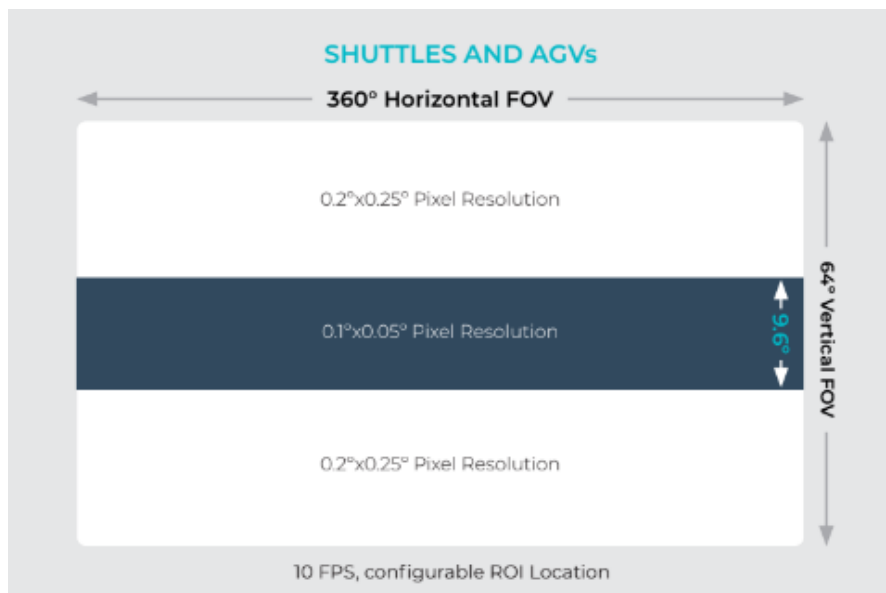 SHUTTLES AND AGVs
360° Horizontal FOV
0.2°x0.25° Pixel Resolution
0.1°x0.05° Pixel Resolution
9.6°
64° Vertical FOV
0.2°x0.25° Pixel Resolution
10 FPS, configurable ROI Location